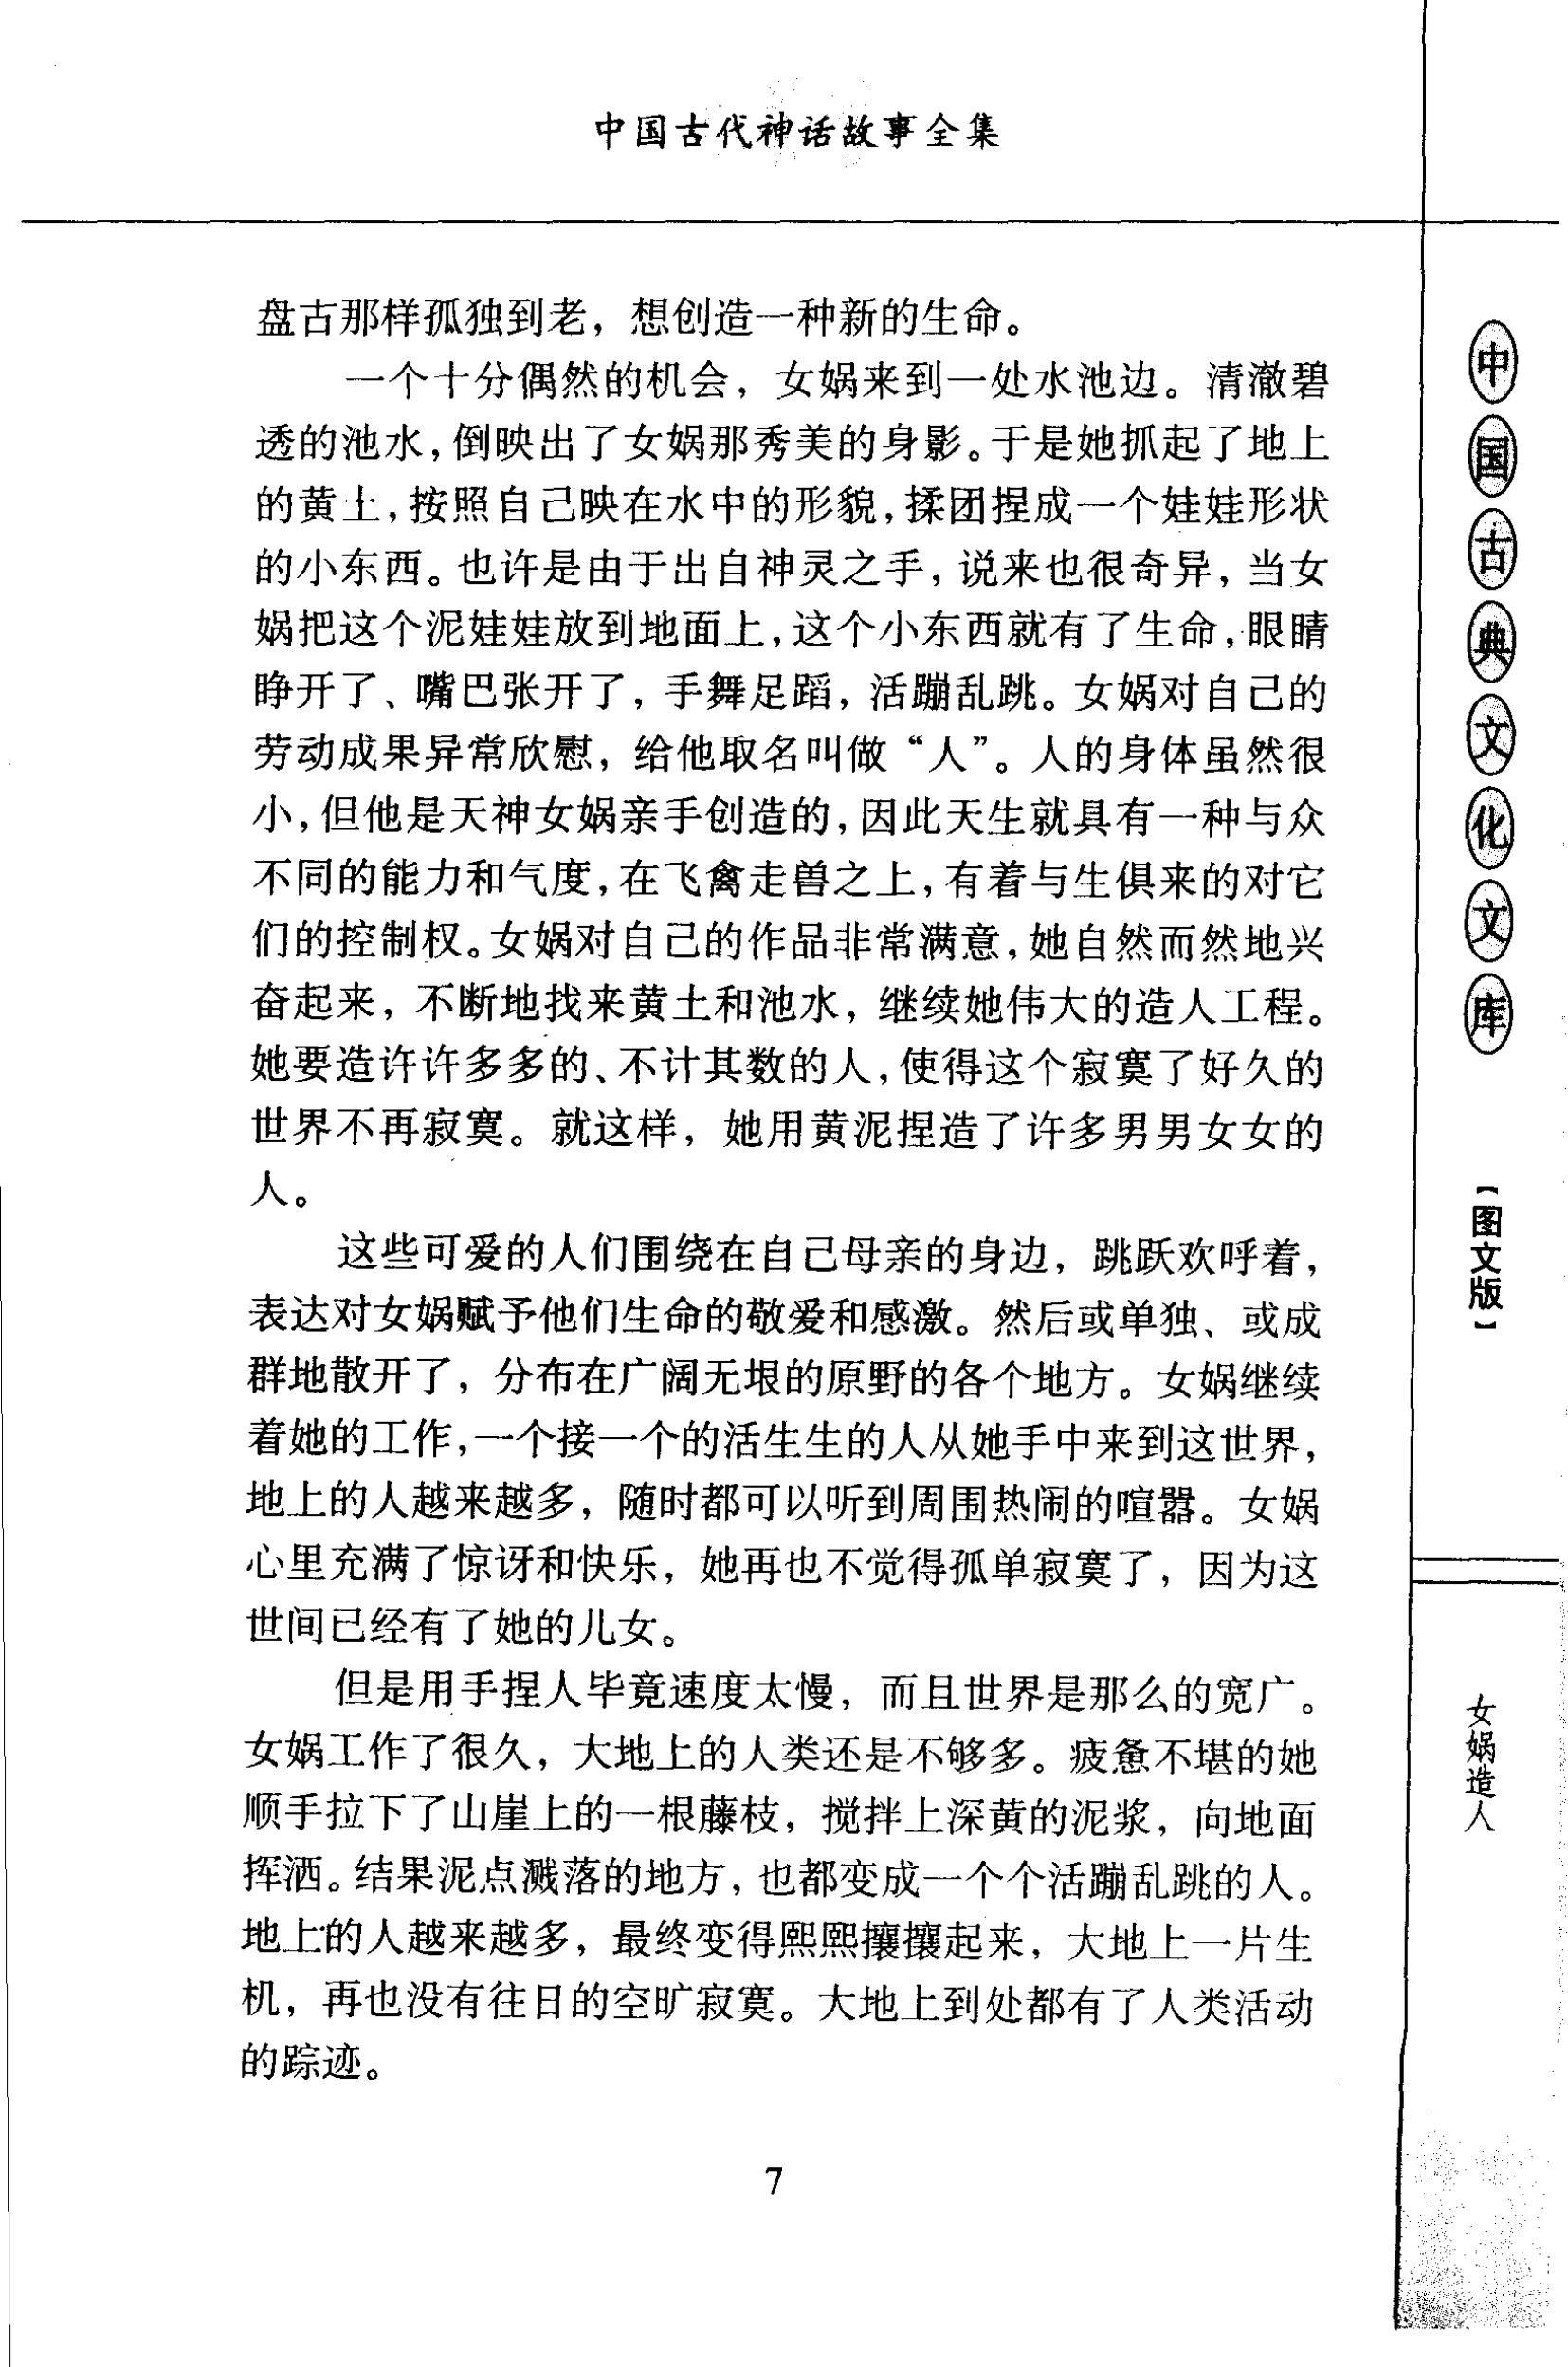 中国古代神话故事全集
盘古那样孤独到老，想创造一种新的生命。
一个十分偶然的机会，女娲来到一处水池边。清澈碧
透的池水，倒映出了女娲那秀美的身影。于是她抓起了地上
的黄土，按照自己映在水中的形貌，揉团捏成一个娃娃形状
的小东西。也许是由于出自神灵之手，说来也很奇异，当女
娲把这个泥娃娃放到地面上，这个小东西就有了生命，眼睛
睁开了、嘴巴张开了，手舞足蹈，活蹦乱跳。女娲对自己的
劳动成果异常欣慰，给他取名叫做“人”。人的身体虽然很
小，但他是天神女娲亲手创造的，因此天生就具有一种与众
不同的能力和气度，在飞禽走兽之上，有着与生俱来的对它
们的控制权。女娲对自己的作品非常满意，她自然而然地兴
奋起来，不断地找来黄土和池水，继续她伟大的造人工程。
她要造许许多多的、不计其数的人，使得这个寂寞了好久的
世界不再寂寞。就这样，她用黄泥捏造了许多男男女女的
人。
这些可爱的人们围绕在自己母亲的身边，跳跃欢呼着，
表达对女娲赋予他们生命的敬爱和感激。然后或单独、或成
群地散开了，分布在广阔无垠的原野的各个地方。女娲继续
着她的工作，一个接一个的活生生的人从她手中来到这世界，
地上的人越来越多，随时都可以听到周围热闹的喧嚣。女娲
心里充满了惊讶和快乐，她再也不觉得孤单寂寞了，因为这
世间已经有了她的儿女。
但是用手捏人毕竟速度太慢，而且世界是那么的宽广。
女娲工作了很久，大地上的人类还是不够多。疲惫不堪的她
顺手拉下了山崖上的一根藤枝，搅拌上深黄的泥浆，向地面
挥洒。结果泥点溅落的地方，也都变成一个个活蹦乱跳的人。
地上的人越来越多，最终变得熙熙攘攘起来，大地上一片生
机，再也没有往日的空旷寂寞。大地上到处都有了人类活动
的踪迹。
7
中国古典文化文库
【图文版】
女娲造人